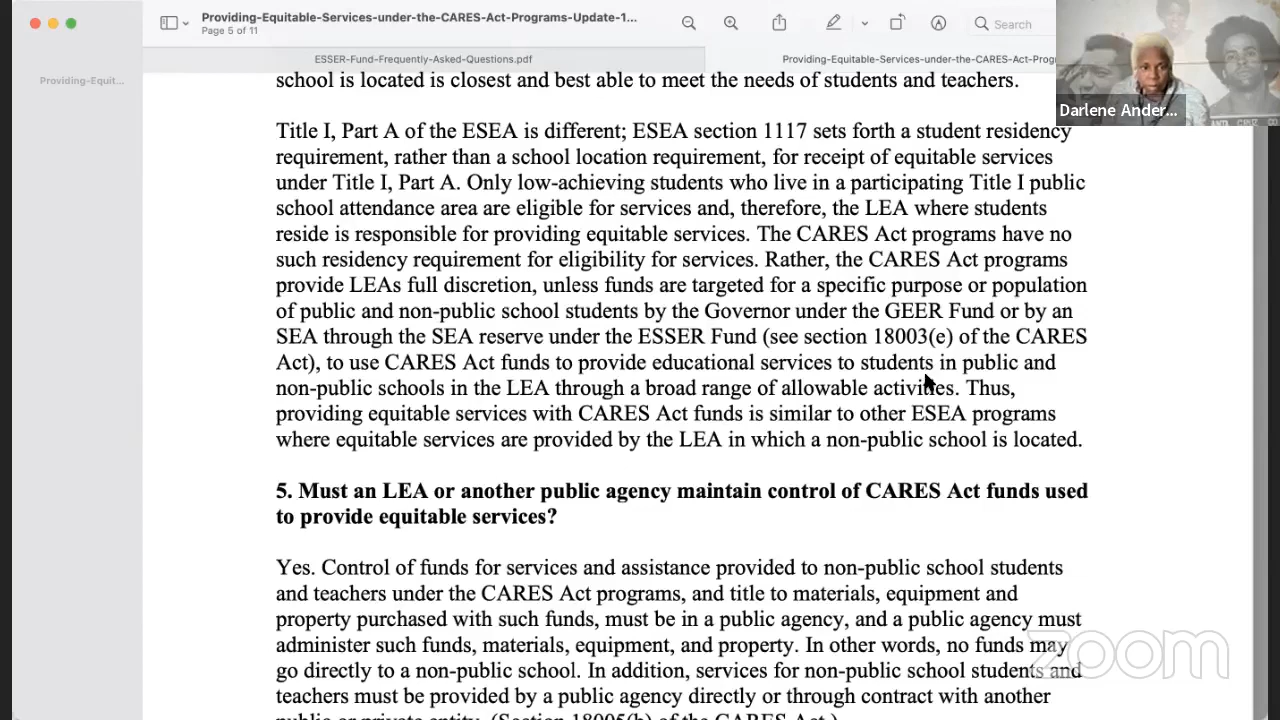 Providing-Equitable-Services-under-the-CARES-Act-Programs-Update-1...
Page 5 of 11
Search
ESSER-Fund-Frequently-Asked-Questions.pdf
Providing-Equitable-Services-under-the-CARES-Act-Pro
Providing-Equit...
Darlene Ander...
school is located is closest and best able to meet the needs of students and teachers.
Title I, Part A of the ESEA is different; ESEA section 1117 sets forth a student residency
requirement, rather than a school location requirement, for receipt of equitable services
under Title I, Part A. Only low-achieving students who live in a participating Title I public
school attendance area are eligible for services and, therefore, the LEA where students
reside is responsible for providing equitable services. The CARES Act programs have no
such residency requirement for eligibility for services. Rather, the CARES Act programs
provide LEAs full discretion, unless funds are targeted for a specific purpose or population
of public and non-public school students by the Governor under the GEER Fund or by an
SEA through the SEA reserve under the ESSER Fund (see section 18003(e) of the CARES
Act), to use CARES Act funds to provide educational services to students in public and
non-public schools in the LEA through a broad range of allowable activities. Thus,
providing equitable services with CARES Act funds is similar to other ESEA programs
where equitable services are provided by the LEA in which a non-public school is located.
5. Must an LEA or another public agency maintain control of CARES Act funds used
to provide equitable services?
Yes. Control of funds for services and assistance provided to non-public school students
and teachers under the CARES Act programs, and title to materials, equipment and
property purchased with such funds, must be in a public agency, and a public agency must
administer such funds, materials, equipment, and property. In other words, no funds may
go directly to a non-public school. In addition, services for non-public school students and
teachers must be provided by a public agency directly or through contract with another
public or private entity. (Section 18005(b) of the CARES Act.)
zoom